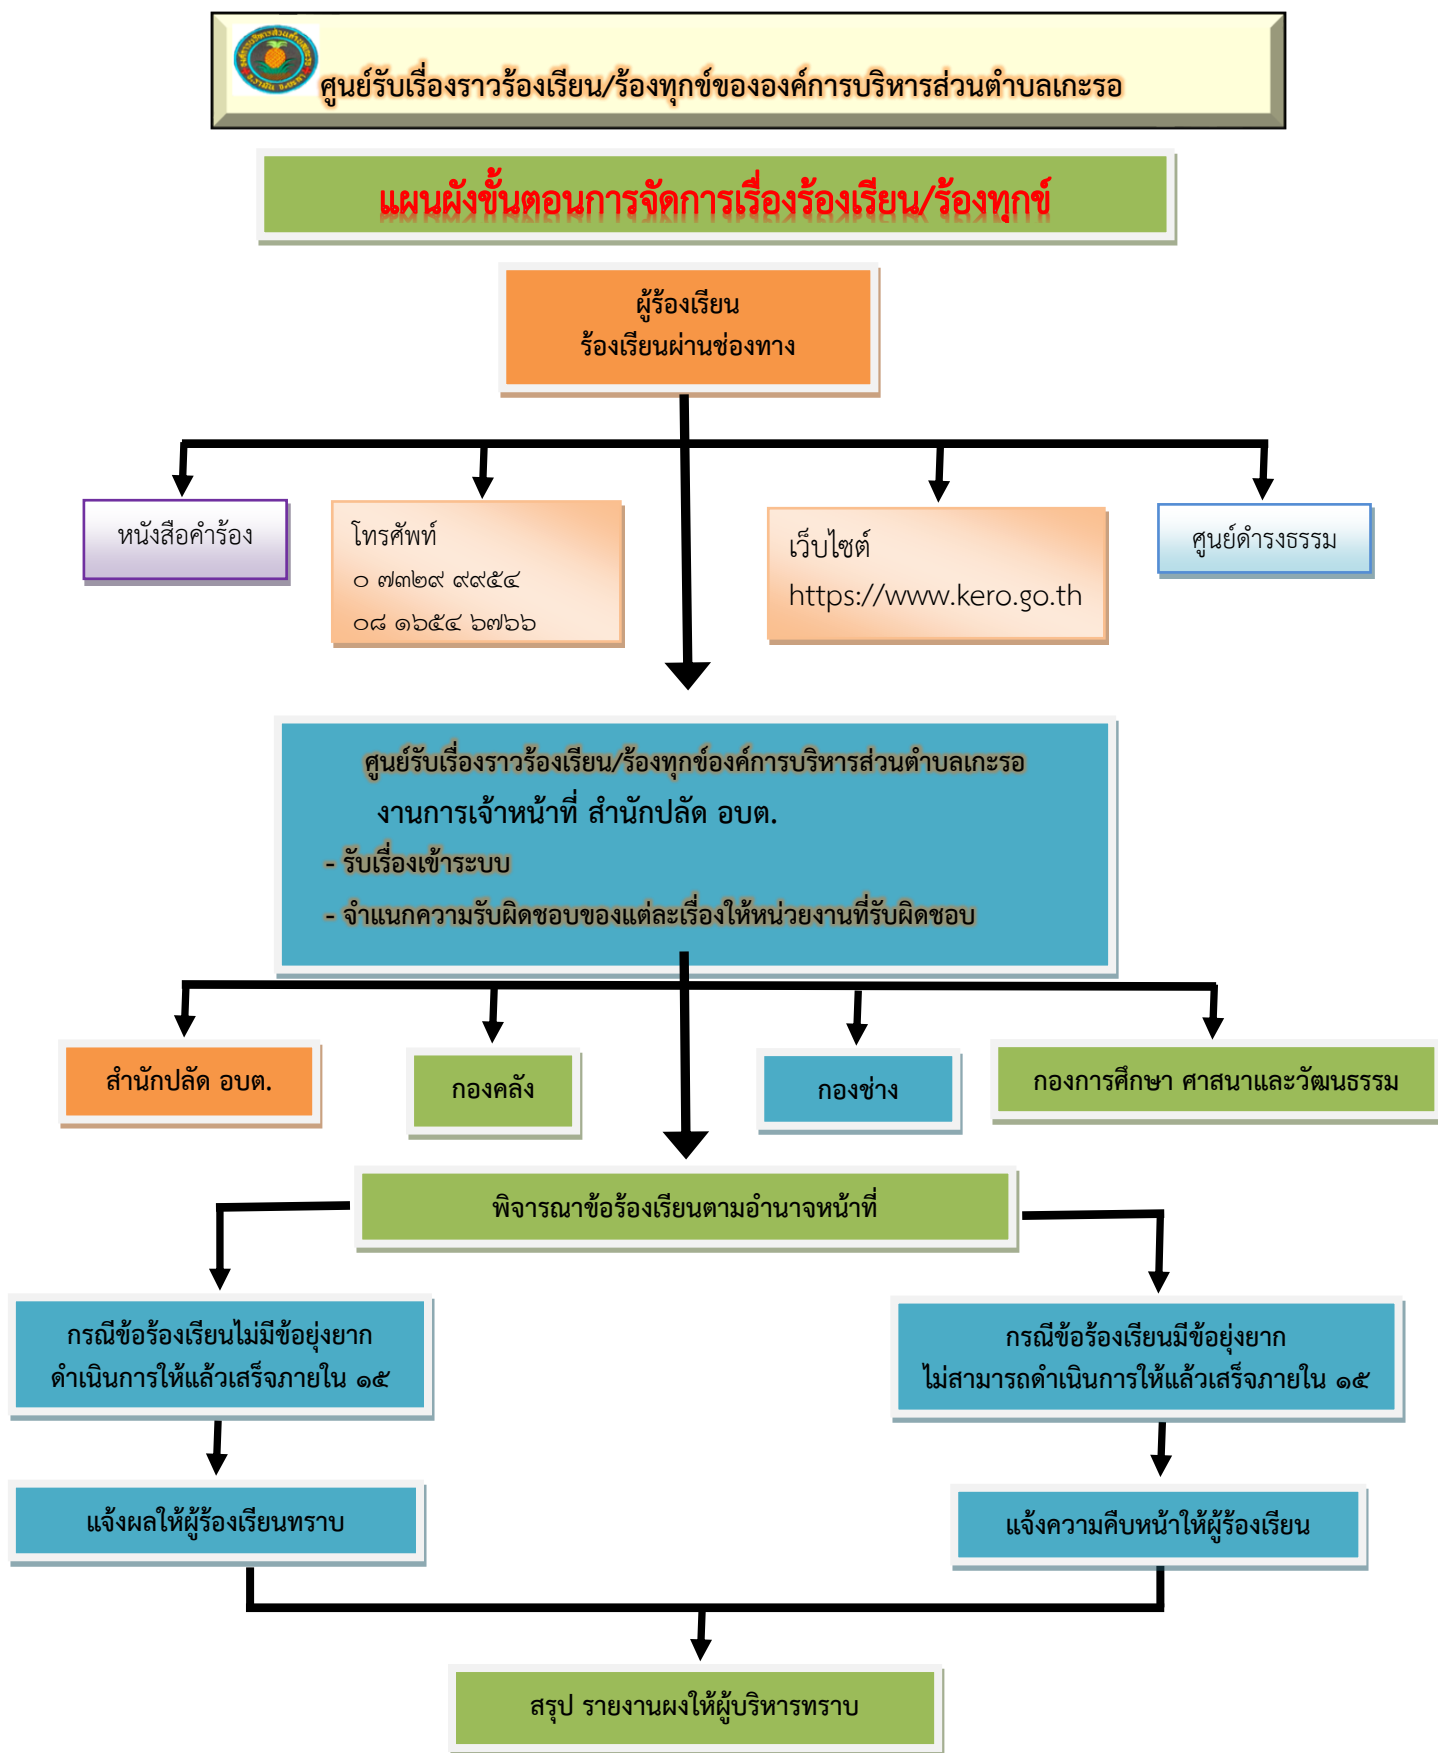 ศูนย์รับเรื่องราวร้องเรียน/ร้องทุกข์ขององค์การบริหารส่วนตำบลเกะรอ
แผนผังขั้นตอนการจัดการเรื่องร้องเรียน/ร้องทุกข์
ผู้ร้องเรียน
ร้องเรียนผ่านช่องทาง
หนังสือคำร้อง
โทรศัพท์
๐ ๗๓๒๙ ๙๙๕๔
๐๘ ๑๖๕๔ ๖๗๖๖
เว็บไซต์
https://www.kero.go.th
ศูนย์ดำรงธรรม
ศูนย์รับเรื่องราวร้องเรียน/ร้องทุกข์องค์การบริหารส่วนตำบลเกะรอ
งานการเจ้าหน้าที่ สำนักปลัด อบต.
- รับเรื่องเข้าระบบ
- จำแนกความรับผิดชอบของแต่ละเรื่องให้หน่วยงานที่รับผิดชอบ
สำนักปลัด อบต.
กองคลัง
กองช่าง
กองการศึกษา ศาสนาและวัฒนธรรม
พิจารณาข้อร้องเรียนตามอำนาจหน้าที่
กรณีข้อร้องเรียนไม่มีข้อยุ่งยาก
ดำเนินการให้แล้วเสร็จภายใน ๑๕
กรณีข้อร้องเรียนมีข้อยุ่งยาก
ไม่สามารถดำเนินการให้แล้วเสร็จภายใน ๑๕
แจ้งผลให้ผู้ร้องเรียนทราบ
แจ้งความคืบหน้าให้ผู้ร้องเรียน
สรุป รายงานผงให้ผู้บริหารทราบ